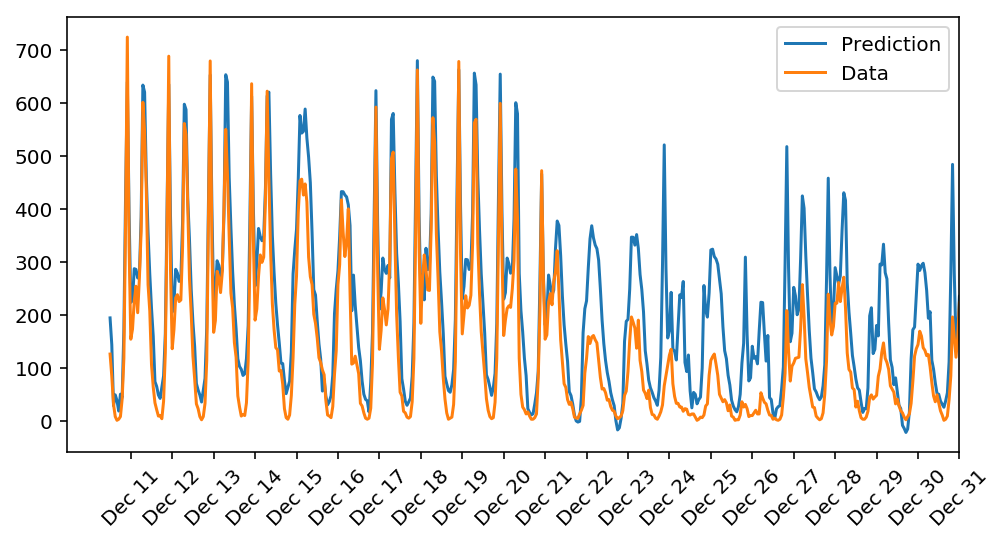 700
600
500
400
300
200
100
0
Prediction
Data
Dec 11
Dec 12
Dec 13
Dec 14
Dec 15
Dec 16
Dec 17
Dec 18
Dec 19
Dec 20
Dec 21
Dec 22
Dec 23
Dec 24
Dec 25
Dec 26
Dec 27
Dec 28
Dec 29
Dec 30
Dec 31